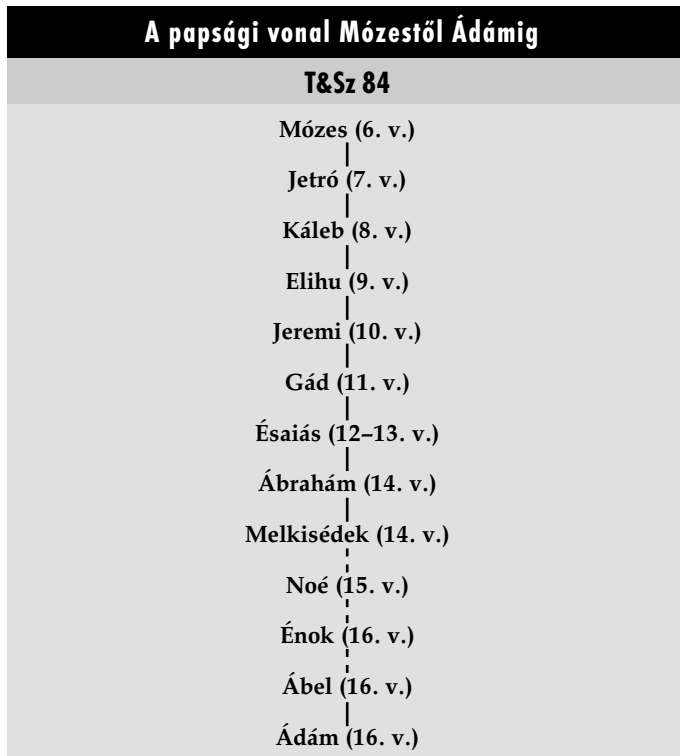 A papsági vonal Mózestől Ádámig
T&Sz 84
Mózes (6. v.)
Jetró (7. v.)
Káleb (8. v.)
Elihu (9. v.)
Jeremi (10. v.)
Gád (11. v.)
Ésaiás (12–13. v.)
Ábrahám (14. v.)
Melkisédek (14. v.)
Noé (15. v.)
Énok (16. v.)
Ábel (16. v.)
Ádám (16. v.)